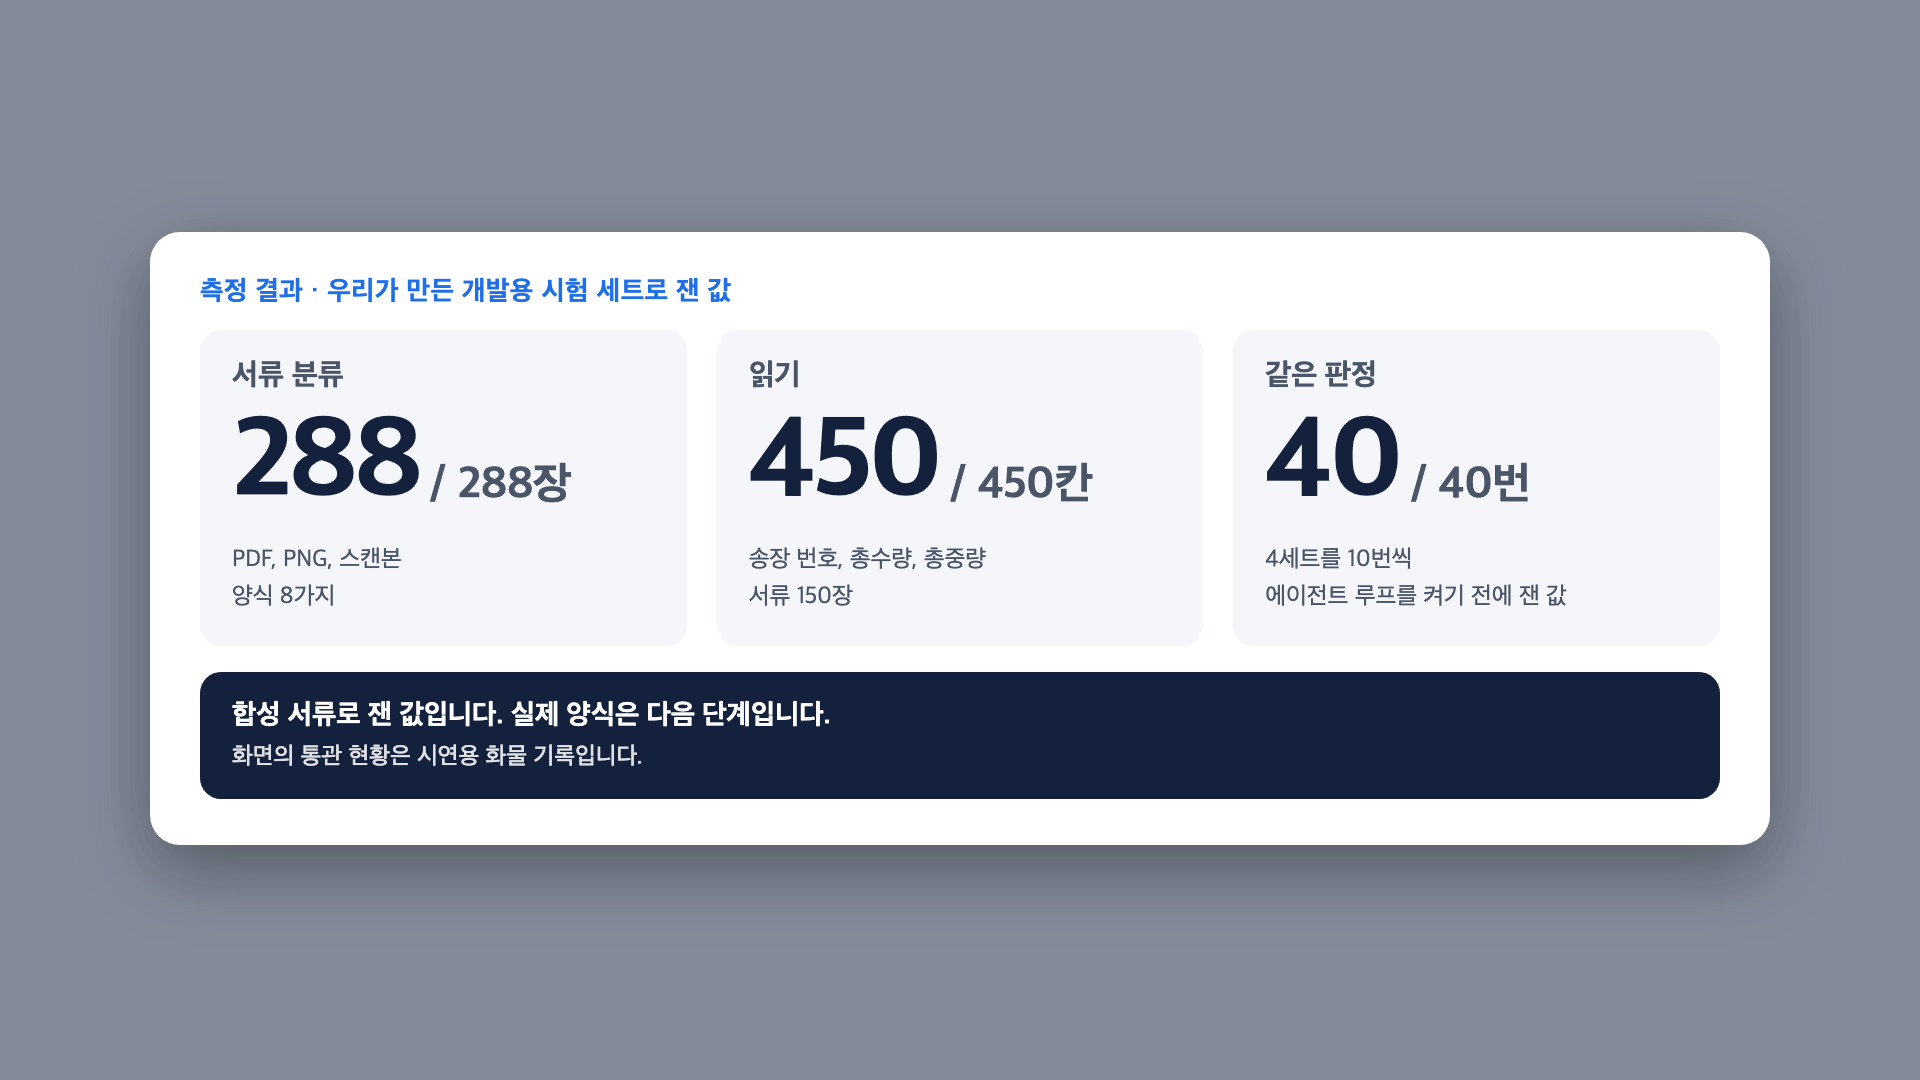 측정 결과 · 우리가 만든 개발용 시험 세트로 잰 값
서류 분류
288 / 288장
PDF, PNG, 스캔본
양식 8가지
읽기
450 / 450칸
송장 번호, 총수량, 총중량
서류 150장
같은 판정
40 / 40번
4세트를 10번씩
에이전트 루프를 켜기 전에 잰 값
합성 서류로 잰 값입니다. 실제 양식은 다음 단계입니다.
화면의 통관 현황은 시연용 화물 기록입니다.